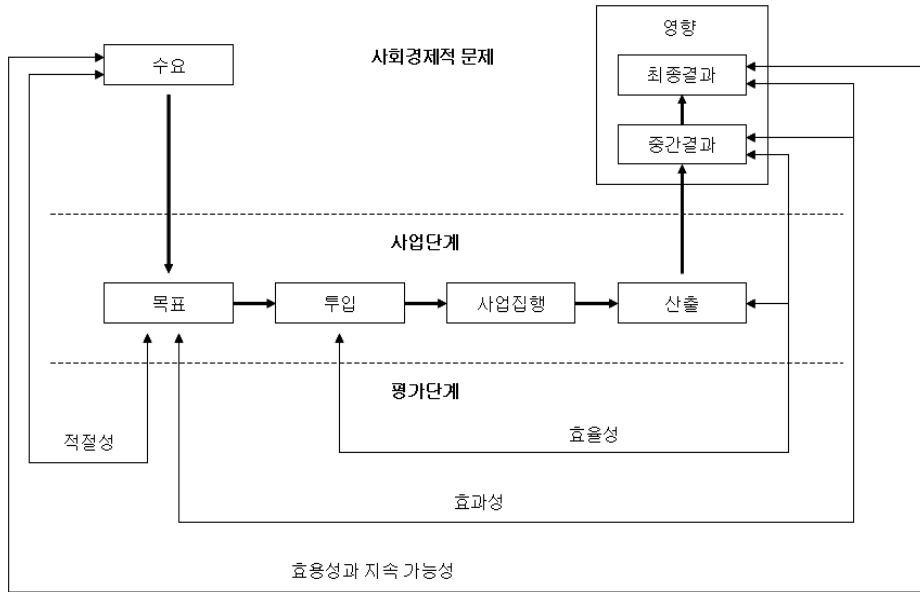 영향
수요
사회경제적 문제
최종결과
중간결과
사업단계
목표
투입
사업집행
산출
평가단계
적절성
효율성
효과성
효용성과 지속 가능성